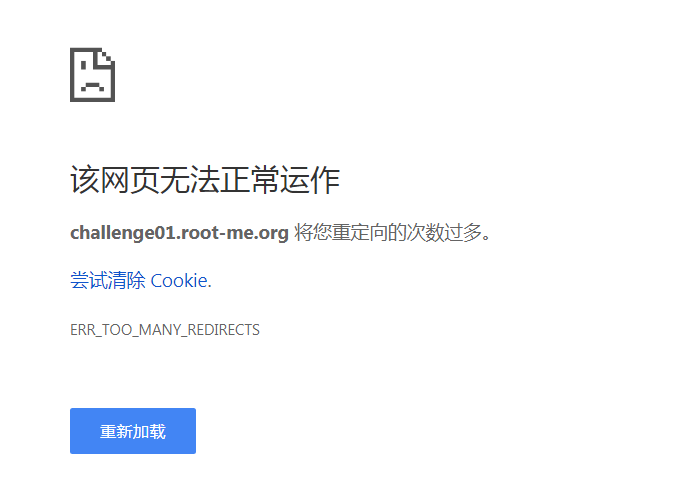 该网页无法正常运作
challenge01.root-me.org 将您重定向的次数过多。
尝试清除 Cookie.
ERR_TOO_MANY_REDIRECTS
重新加载